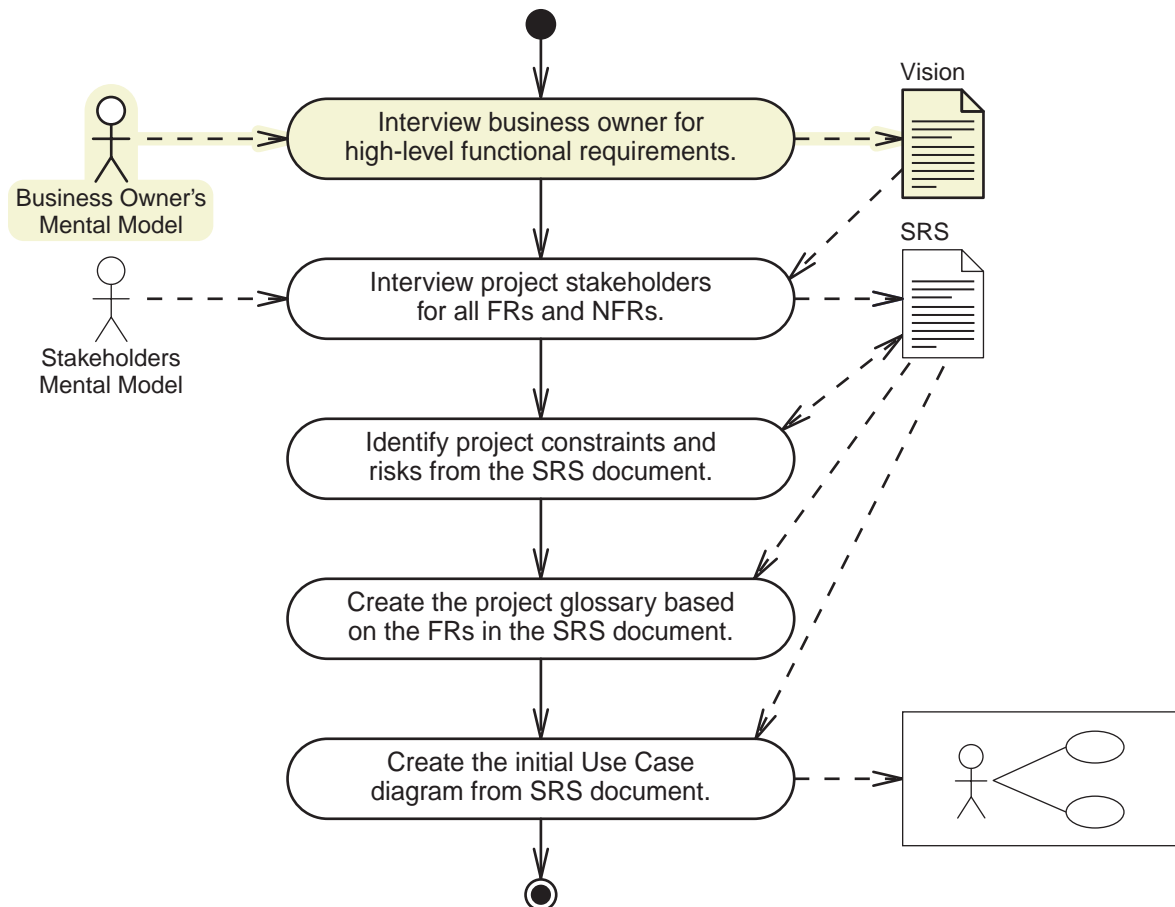 Vision
Interview business owner for
high-level functional requirements.
Business Owner's
Mental Model
SRS
Interview project stakeholders
for all FRs and NFRs.
Stakeholders
Mental Model
Identify project constraints and
risks from the SRS document.
Create the project glossary based
on the FRs in the SRS document.
Create the initial Use Case
diagram from SRS document.